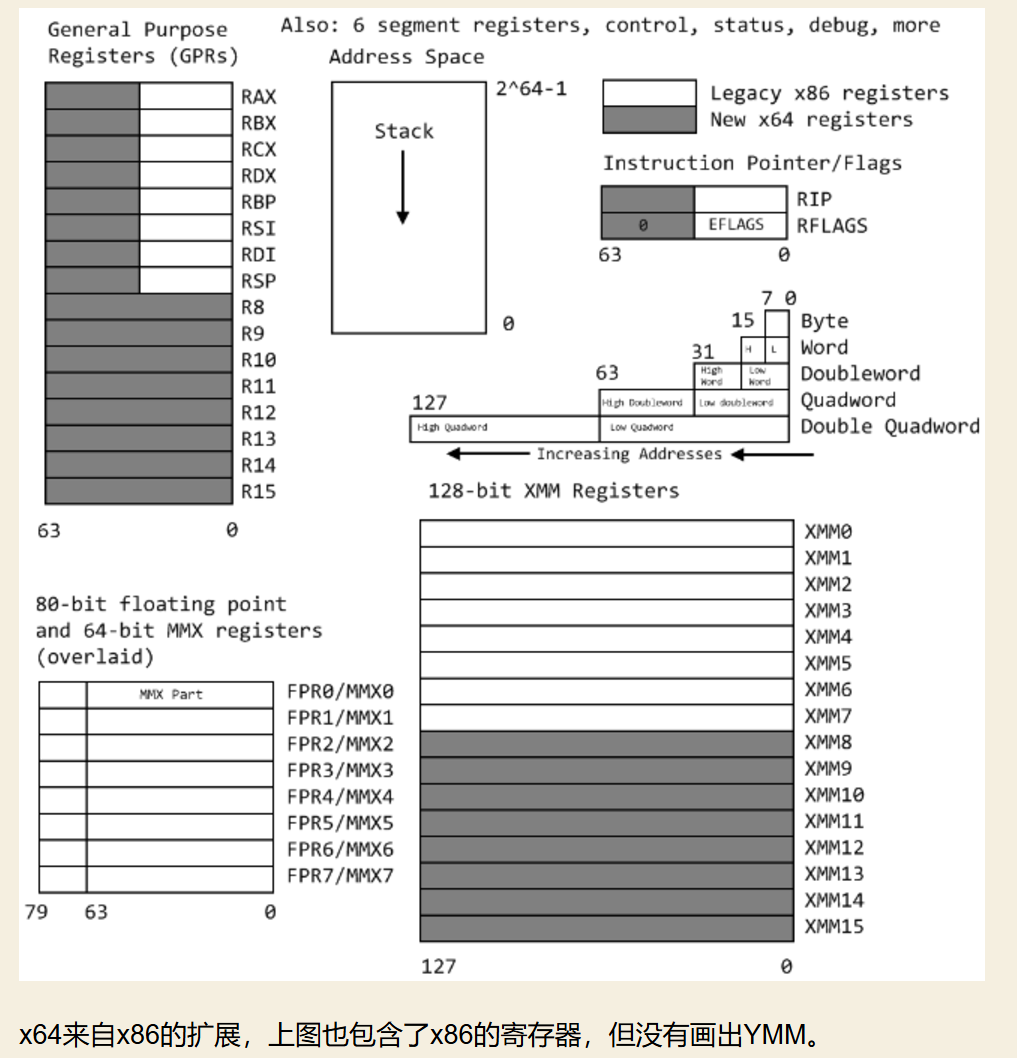 General Purpose
Registers (GPRs)
Also: 6 segment registers, control, status, debug, more
RAX
RBX
RCX
RDX
RBP
RSI
RDI
RSP
R8
R9
R10
R11
R12
R13
R14
R15
63 0
Address Space
2^64-1
Stack
0
Legacy x86 registers
New x64 registers
Instruction Pointer/Flags
RIP
0 EFLAGS RFLAGS
63 0
7 0
15 Byte
H L Word
31
High Word Low Word Doubleword
63
High Doubleword Low doubleword Quadword
127
High Quadword Low Quadword Double Quadword
Increasing Addresses
80-bit floating point
and 64-bit MMX registers
(overlaid)
MMX Part FPR0/MMX0
FPR1/MMX1
FPR2/MMX2
FPR3/MMX3
FPR4/MMX4
FPR5/MMX5
FPR6/MMX6
FPR7/MMX7
79 63 0
128-bit XMM Registers
XMM0
XMM1
XMM2
XMM3
XMM4
XMM5
XMM6
XMM7
XMM8
XMM9
XMM10
XMM11
XMM12
XMM13
XMM14
XMM15
127 0
x64来自x86的扩展，上图也包含了x86的寄存器，但没有画出YMM。